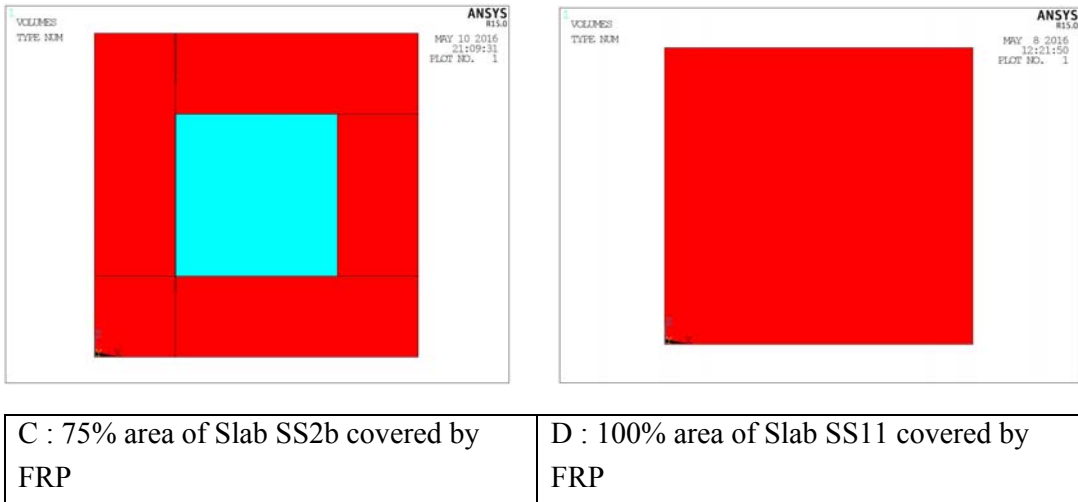 1
VOLUMES
TYPE NUM
ANSYS
R15.0
MAY 10 2016
21:09:31
PLOT NO. 1
1
VOLUMES
TYPE NUM
ANSYS
R15.0
MAY 8 2016
12:21:50
PLOT NO. 1
C : 75% area of Slab SS2b covered by
FRP
D : 100% area of Slab SS11 covered by
FRP